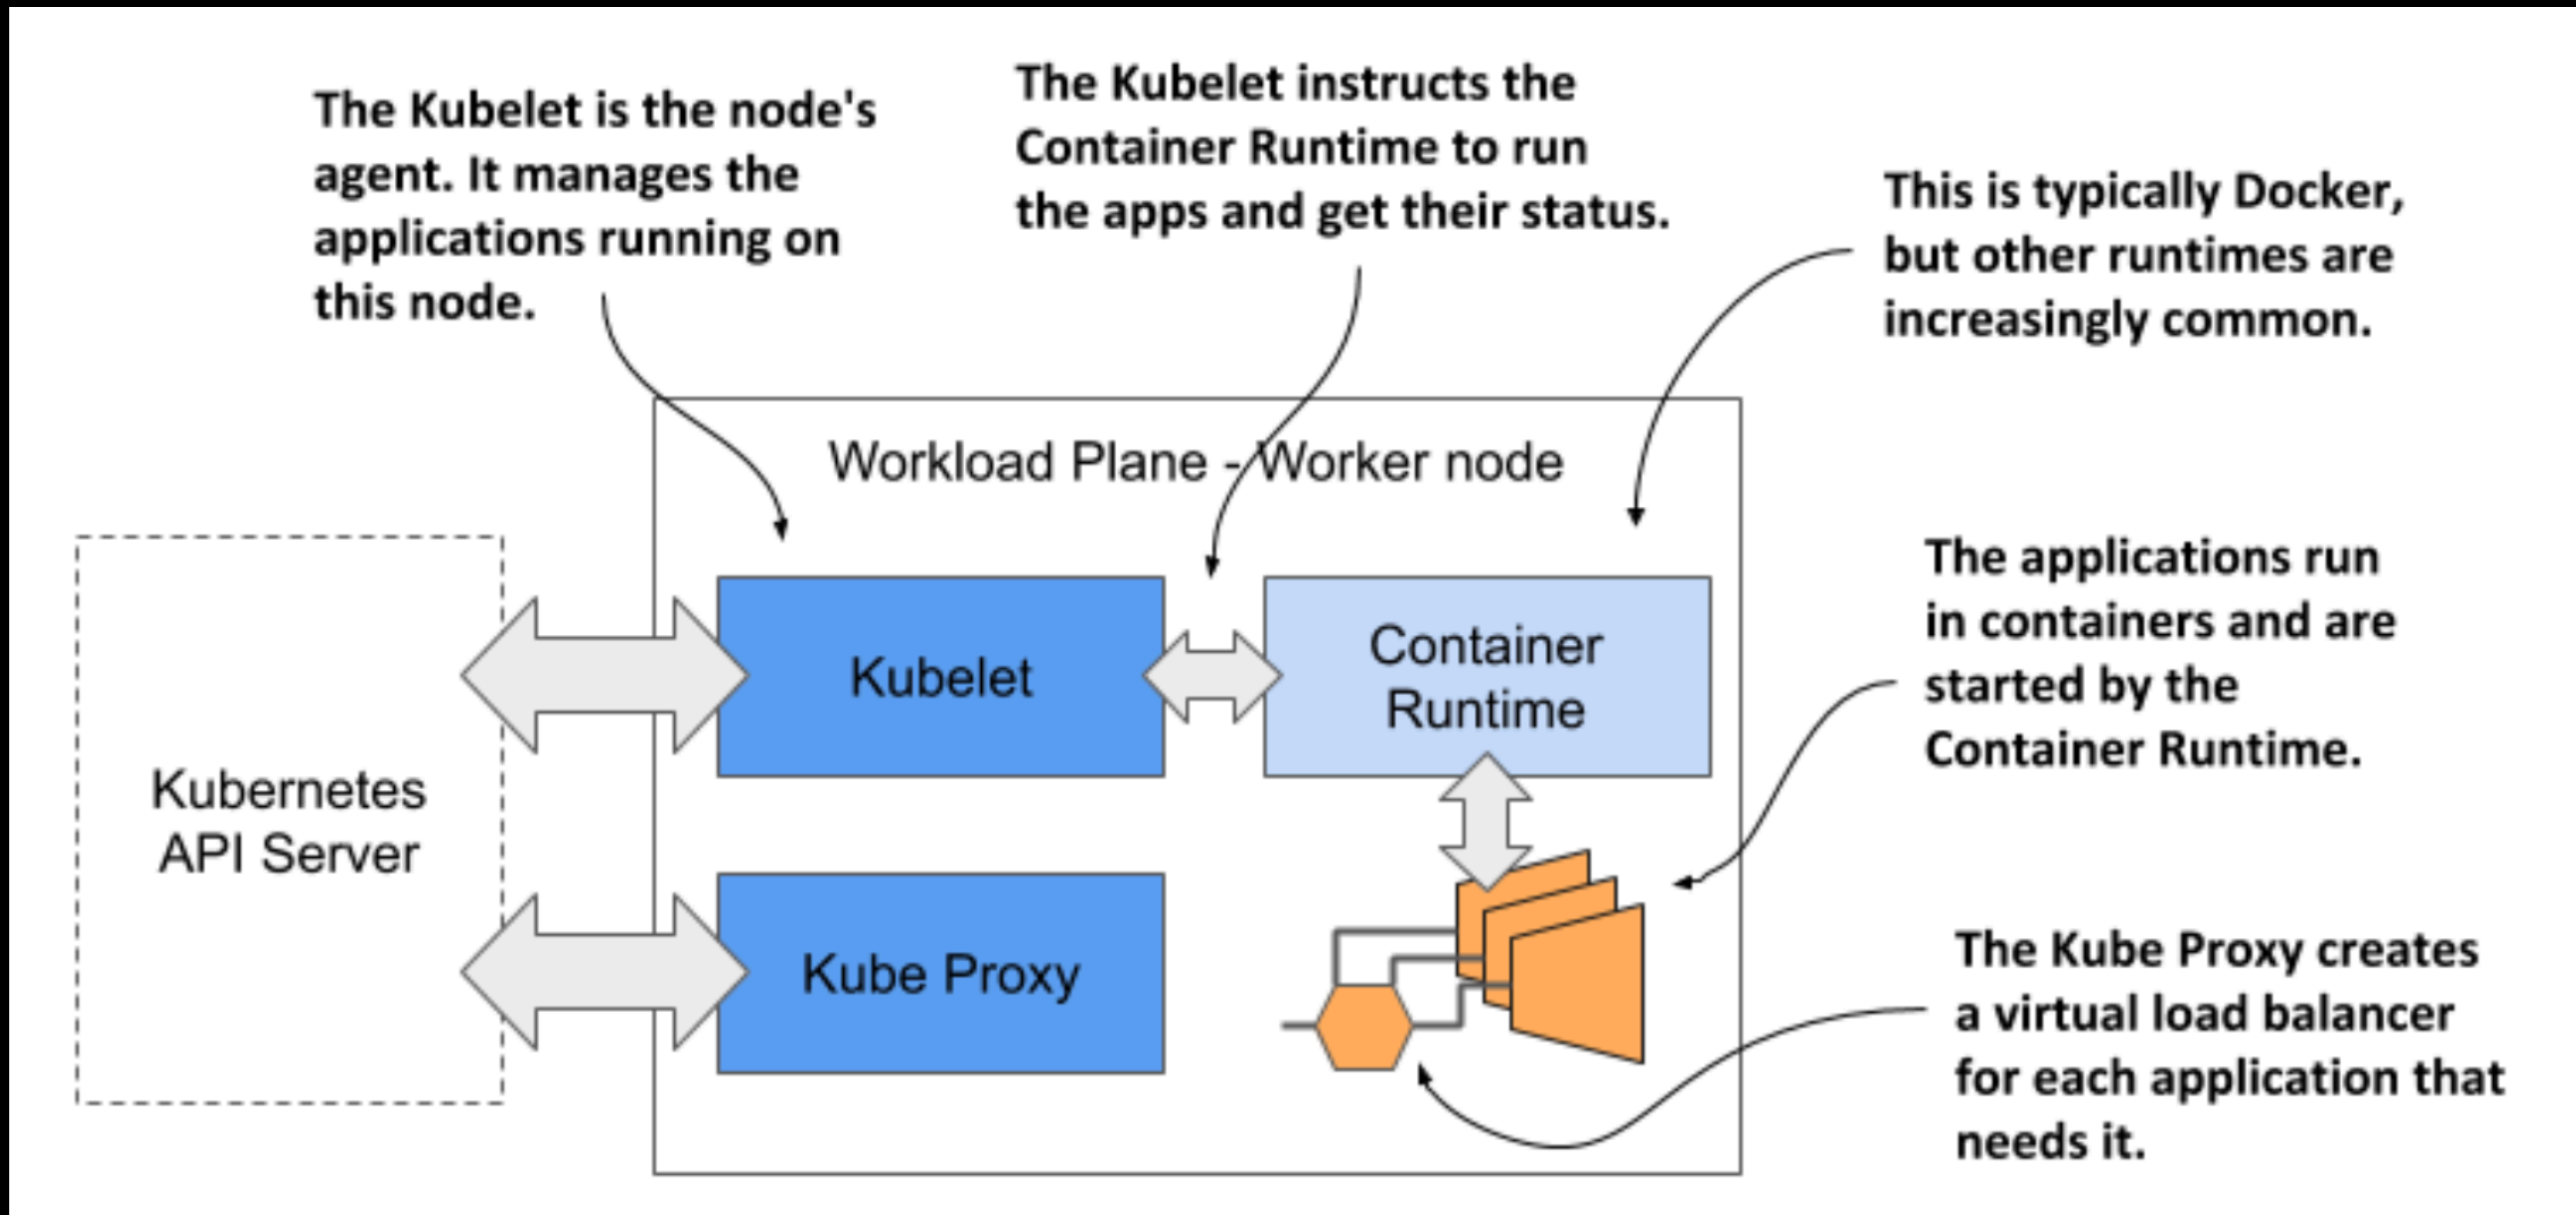 The Kubelet is the node's
agent. It manages the
applications running on
this node.
The Kubelet instructs the
Container Runtime to run
the apps and get their status.
This is typically Docker,
but other runtimes are
increasingly common.
Workload Plane - Worker node
Kubernetes
API Server
Kubelet
Container
Runtime
Kube Proxy
The applications run
in containers and are
started by the
Container Runtime.
The Kube Proxy creates
a virtual load balancer
for each application that
needs it.